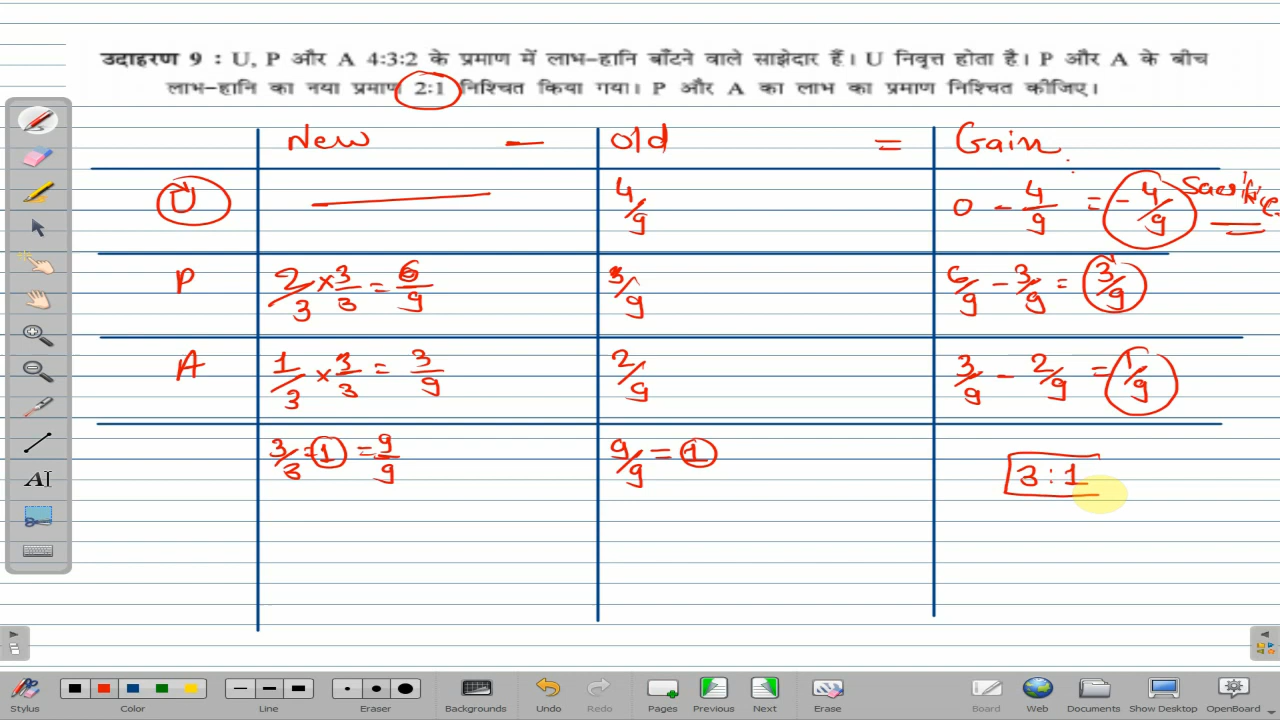 उदाहरण 9 : U, P और A 4:3:2 के प्रमाण में लाभ-हानि बाँटने वाले साझेदार हैं। U निवृत्त होता है। P और A के बीच
लाभ-हानि का नया प्रमाण 2:1 निश्चित किया गया। P और A का लाभ का प्रमाण निश्चित कीजिए।
New - Old = Gain.
U — 4/9 0 - 4/9 = -4/9 Sacrifice
P 2/3 × 3/3 = 6/9 3/9 6/9 - 3/9 = 3/9
A 1/3 × 3/3 = 3/9 2/9 3/9 - 2/9 = 1/9
3/3 = 1 = 9/9 9/9 = 1 3 : 1
AI
Stylus Color Line Eraser Backgrounds Undo Redo Pages Previous Next Erase Board Web Documents Show Desktop OpenBoard